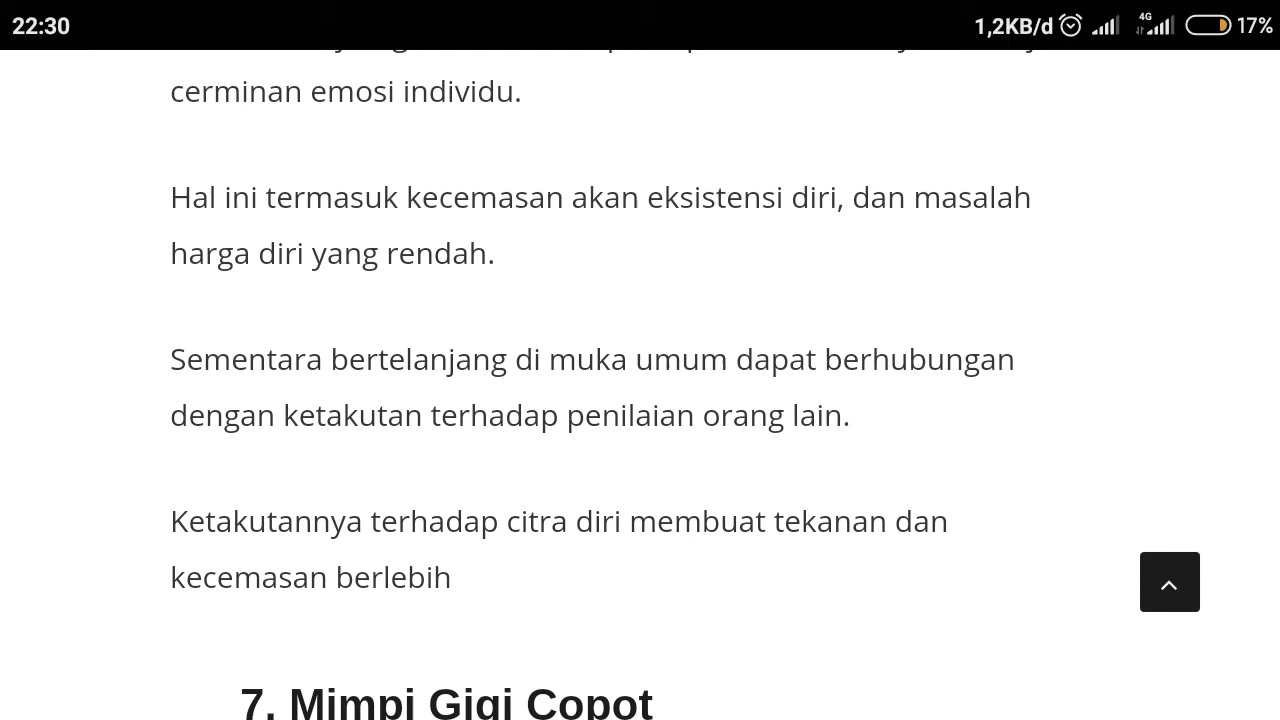 22:30 1,2KB/d 4G 17%
cerminan emosi individu.
Hal ini termasuk kecemasan akan eksistensi diri, dan masalah
harga diri yang rendah.
Sementara bertelanjang di muka umum dapat berhubungan
dengan ketakutan terhadap penilaian orang lain.
Ketakutannya terhadap citra diri membuat tekanan dan
kecemasan berlebih
7. Mimpi Gigi Copot